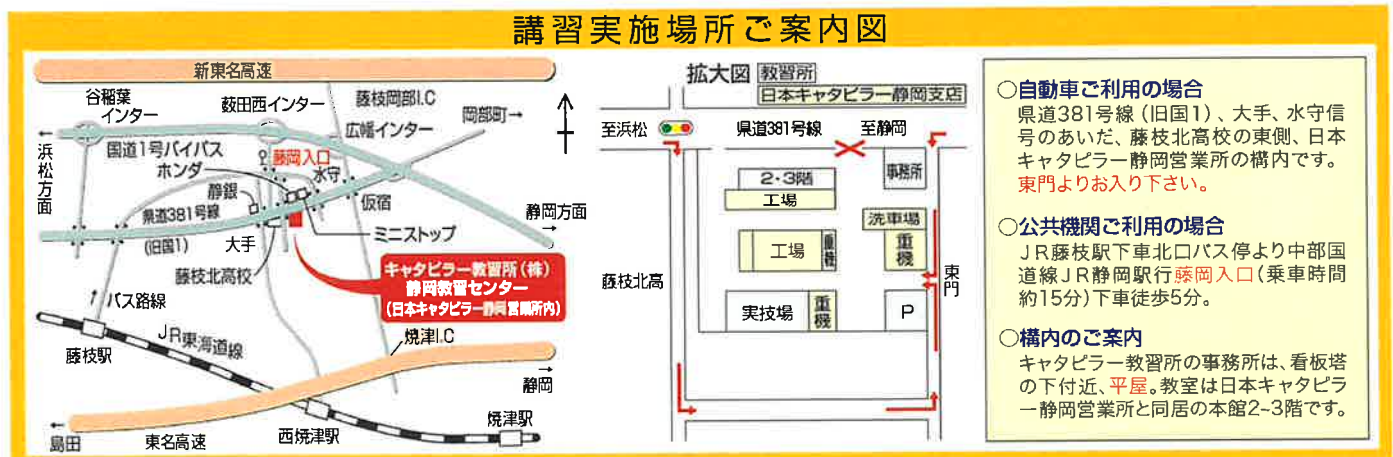 講習実施場所ご案内図
新東名高速
谷稲葉
インター
薮田西インター
藤枝岡部I.C
岡部町→
広幡インター
←浜松方面
国道1号バイパス
藤岡入口
ホンダ
水守
静銀
県道381号線
(旧国1)
大手
仮宿
静岡方面
→
ミニストップ
藤枝北高校
キャタピラー教習所(株)
静岡教習センター
(日本キャタピラー静岡営業所内)
↑バス路線
藤枝駅
JR東海道線
焼津I.C
→
静岡
←
島田
東名高速
西焼津駅
焼津駅
拡大図
教習所
日本キャタピラー静岡支店
至浜松
県道381号線
至静岡
2・3階
工場
事務所
洗車場
工場
重機
重機
藤枝北高
東門
実技場
重機
P
○自動車ご利用の場合
県道381号線(旧国1)、大手、水守信
号のあいだ、藤枝北高校の東側、日本
キャタピラー静岡営業所の構内です。
東門よりお入り下さい。
○公共機関ご利用の場合
JR藤枝駅下車北口バス停より中部国
道線JR静岡駅行藤岡入口(乗車時間
約15分)下車徒歩5分。
○構内のご案内
キャタピラー教習所の事務所は、看板塔
の下付近、平屋。教室は日本キャタピラ
ー静岡営業所と同居の本館2~3階です。